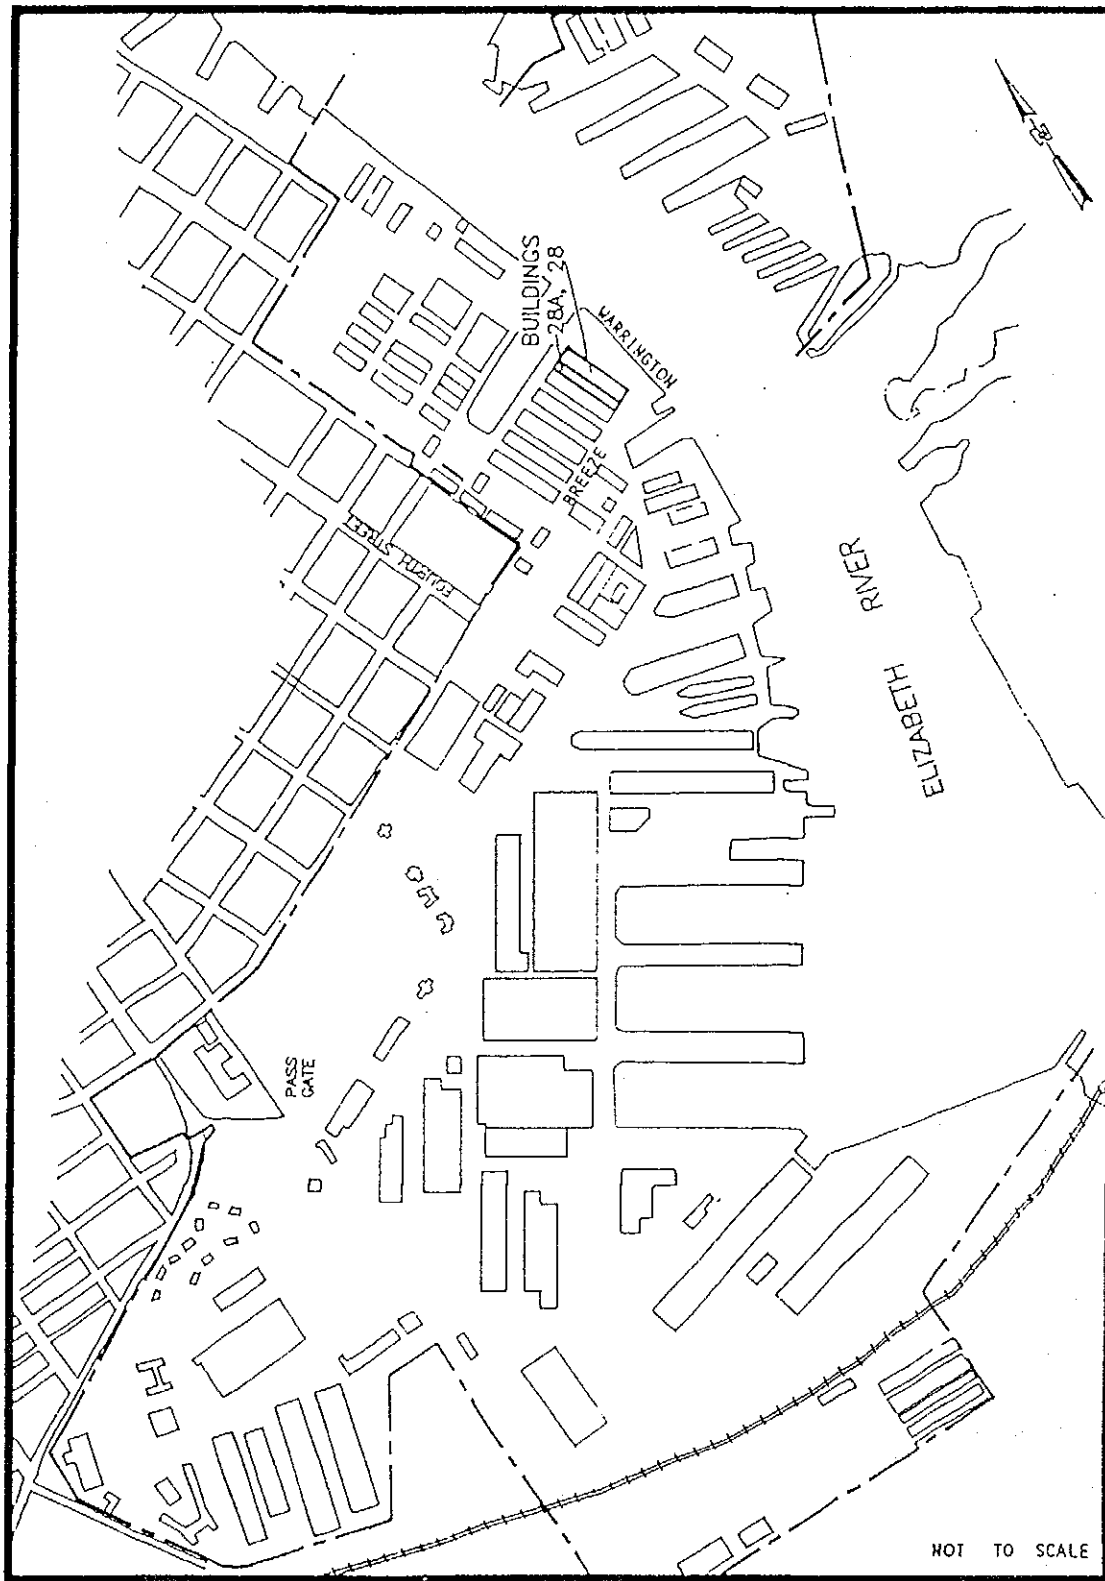 N
BUILDINGS
28A, 28
WARRINGTON
BREEZE
FOURTH STREET
ELIZABETH RIVER
PASS
GATE
NOT TO SCALE